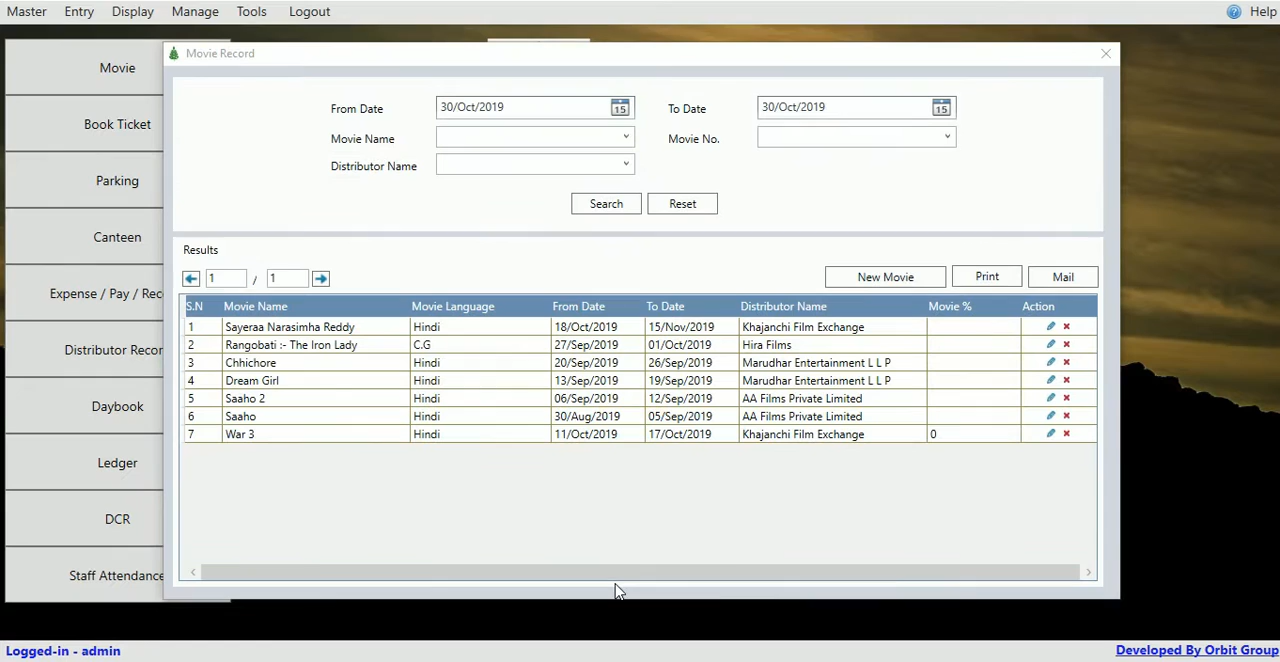 Master Entry Display Manage Tools Logout Help
Movie Record
Movie
Book Ticket
Parking
Canteen
Expense / Pay / Rec
Distributor Recor
Daybook
Ledger
DCR
Staff Attendance
From Date 30/Oct/2019 15 To Date 30/Oct/2019 15
Movie Name Movie No.
Distributor Name
Search Reset
Results
1 / 1 New Movie Print Mail
S.N Movie Name Movie Language From Date To Date Distributor Name Movie % Action
1 Sayeraa Narasimha Reddy Hindi 18/Oct/2019 15/Nov/2019 Khajanchi Film Exchange
2 Rangobati :- The Iron Lady C.G 27/Sep/2019 01/Oct/2019 Hira Films
3 Chhichore Hindi 20/Sep/2019 26/Sep/2019 Marudhar Entertainment L L P
4 Dream Girl Hindi 13/Sep/2019 19/Sep/2019 Marudhar Entertainment L L P
5 Saaho 2 Hindi 06/Sep/2019 12/Sep/2019 AA Films Private Limited
6 Saaho Hindi 30/Aug/2019 05/Sep/2019 AA Films Private Limited
7 War 3 Hindi 11/Oct/2019 17/Oct/2019 Khajanchi Film Exchange 0
Logged-in - admin Developed By Orbit Group